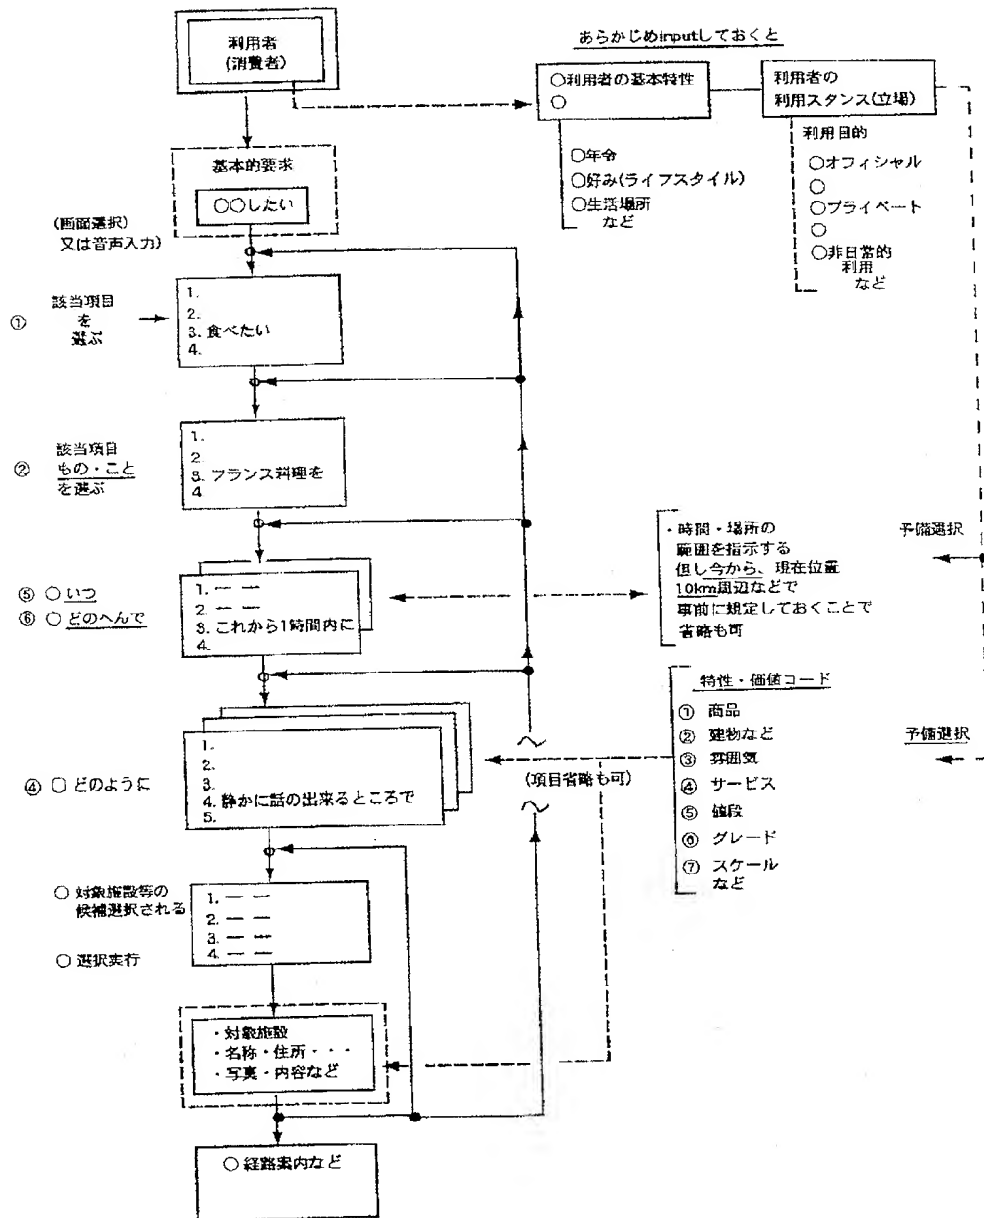 利用者
(消費者)
あらかじめinputしておくと
○利用者の基本特性
○
○年令
○好み(ライフスタイル)
○生活場所
など
利用者の
利用スタンス(立場)
利用目的
○オフィシャル
○
○プライベート
○
○非日常的
利用
など
基本的要求
○○したい
(画面選択)
又は音声入力)
① 該当項目
を
選ぶ
1.
2.
3. 食べたい
4.
② 該当項目
もの・こと
を選ぶ
1.
2.
3. フランス料理を
4
⑤ ○いつ
⑥ ○どのへんで
1. ー ー
2. ー ー
3. これから1時間内に
4.
・時間・場所の
範囲を指示する
但し今から、現在位置
10km周辺などで
事前に規定しておくことで
省略も可
予備選択
④ ○どのように
1.
2.
3.
4. 静かに話の出来るところで
5.
(項目省略も可)
特性・価値コード
① 商品
② 建物など
③ 雰囲気
④ サービス
⑤ 値段
⑥ グレード
⑦ スケール
など
予備選択
○ 対象施設等の
候補選択される
○ 選択実行
1. ー ー
2. ー ー
3. ー ー
4. ー ー
・対象施設
・名称・住所・・・
・写真・内容など
○経路案内など